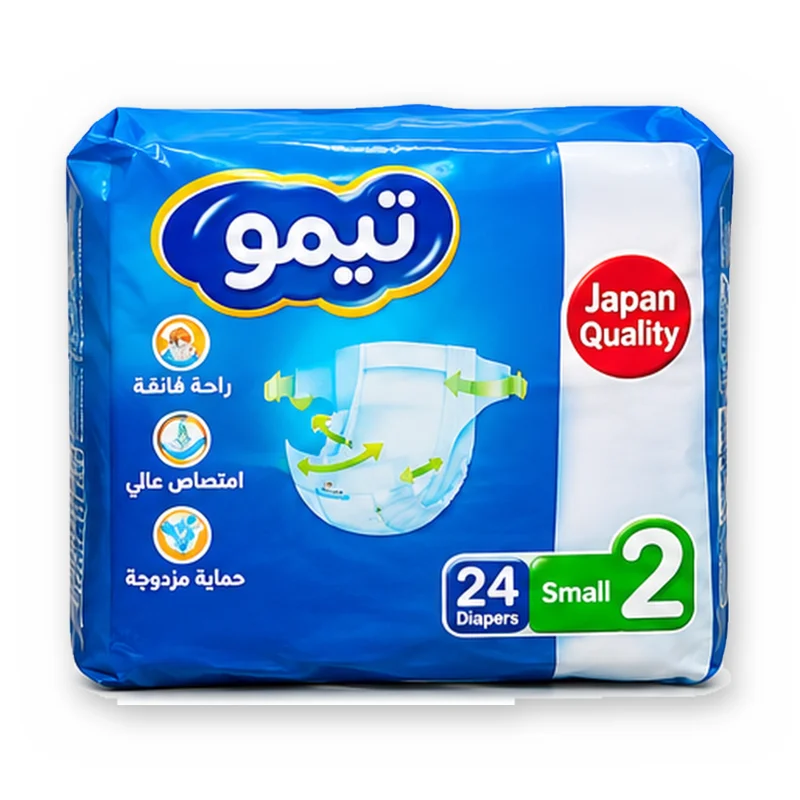 تيمو
Japan
Quality
راحة فائقة
امتصاص عالي
حماية مزدوجة
24
Diapers
Small
2